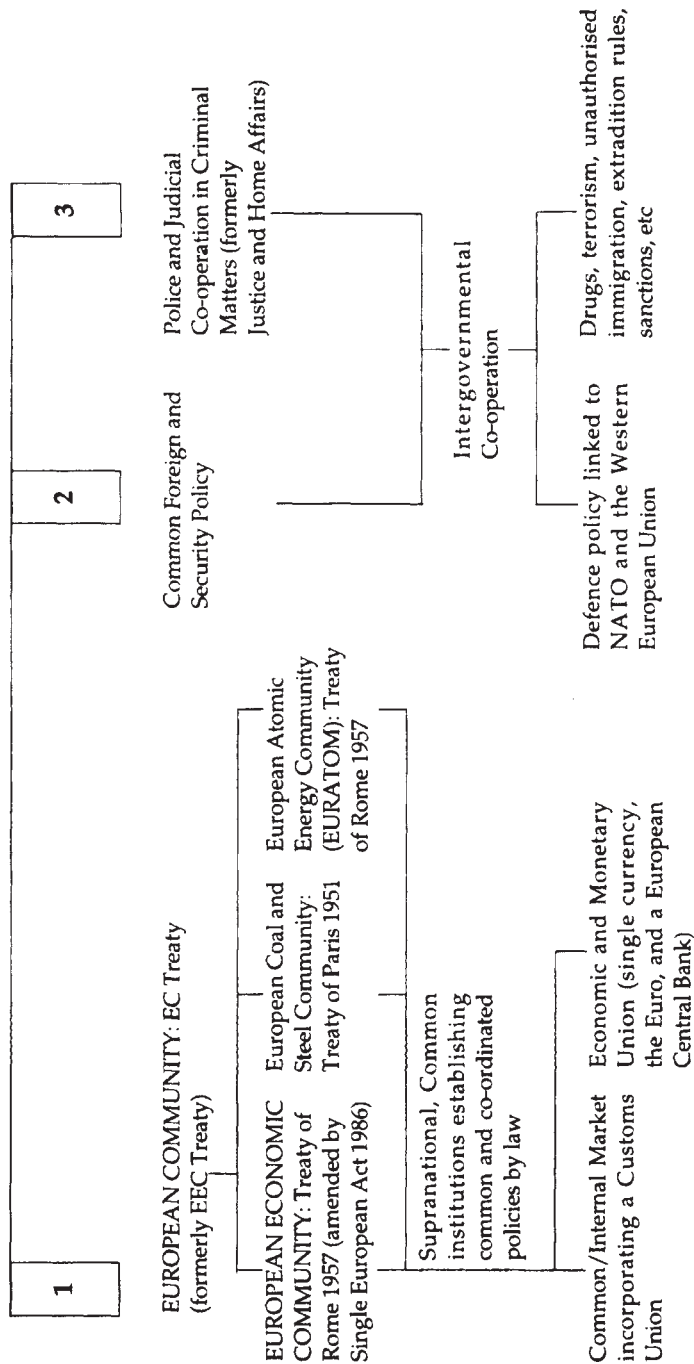 1
EUROPEAN COMMUNITY: EC Treaty
(formerly EEC Treaty)
EUROPEAN ECONOMIC
COMMUNITY: Treaty of
Rome 1957 (amended by
Single European Act 1986)
European Coal and
Steel Community:
Treaty of Paris 1951
European Atomic
Energy Community
(EURATOM): Treaty
of Rome 1957
Supranational, Common
institutions establishing
common and co-ordinated
policies by law
Common/Internal Market
incorporating a Customs
Union
Economic and Monetary
Union (single currency,
the Euro, and a European
Central Bank)
2
Common Foreign and
Security Policy
3
Police and Judicial
Co-operation in Criminal
Matters (formerly
Justice and Home Affairs)
Intergovernmental
Co-operation
Defence policy linked to
NATO and the Western
European Union
Drugs, terrorism, unauthorised
immigration, extradition rules,
sanctions, etc